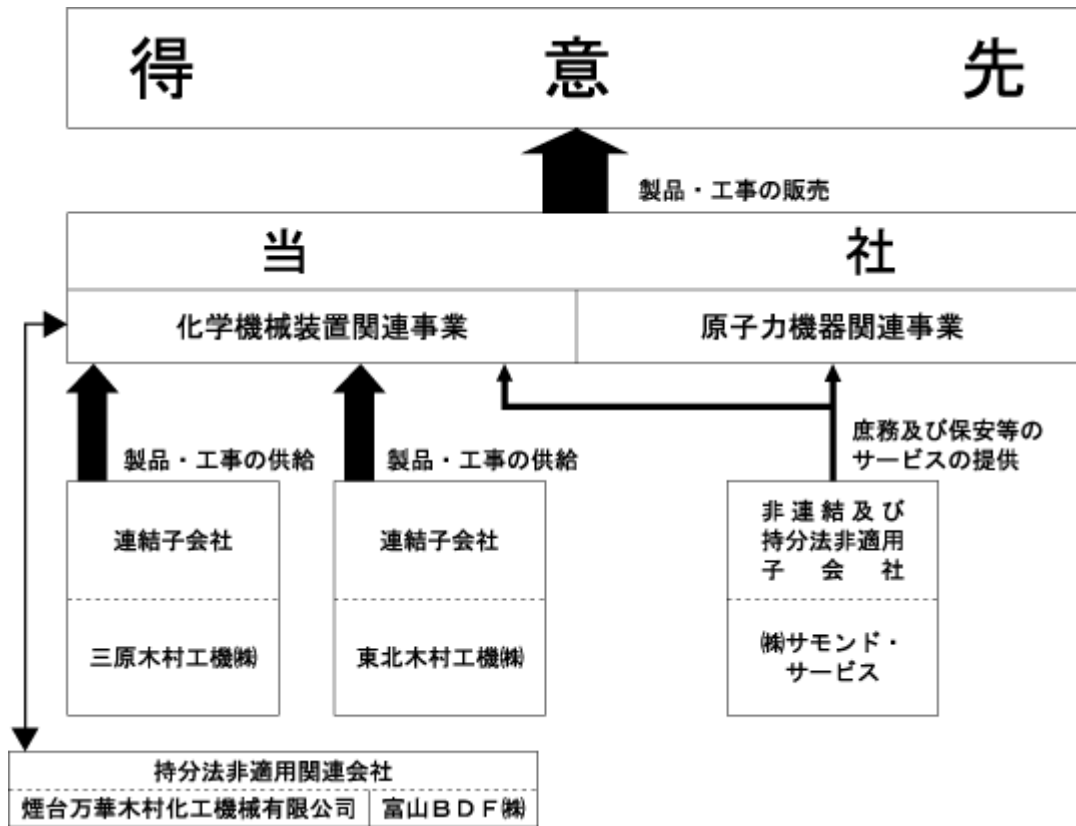 得意先
製品・工事の販売
当社
化学機械装置関連事業
原子力機器関連事業
製品・工事の供給
製品・工事の供給
庶務及び保安等の
サービスの提供
連結子会社
三原木村工機㈱
連結子会社
東北木村工機㈱
非連結及び
持分法非適用
子会社
㈱サモンド・
サービス
持分法非適用関連会社
煙台万華木村化工機械有限公司
富山ＢＤＦ㈱